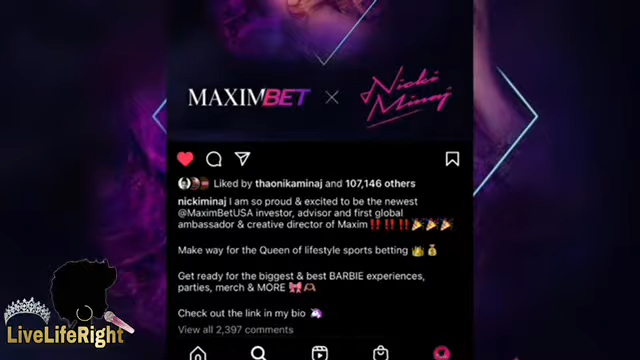 MAXIMBET × Nicki Minaj
Liked by thaonikaminaj and 107,146 others
nickiminaj I am so proud & excited to be the newest
@MaximBetUSA investor, advisor and first global
ambassador & creative director of Maxim‼️‼️‼️🎉🎉🎉
Make way for the Queen of lifestyle sports betting 👑💰
Get ready for the biggest & best BARBIE experiences,
parties, merch & MORE 🎀🫶🏽
Check out the link in my bio 🦄
View all 2,397 comments
LiveLifeRight